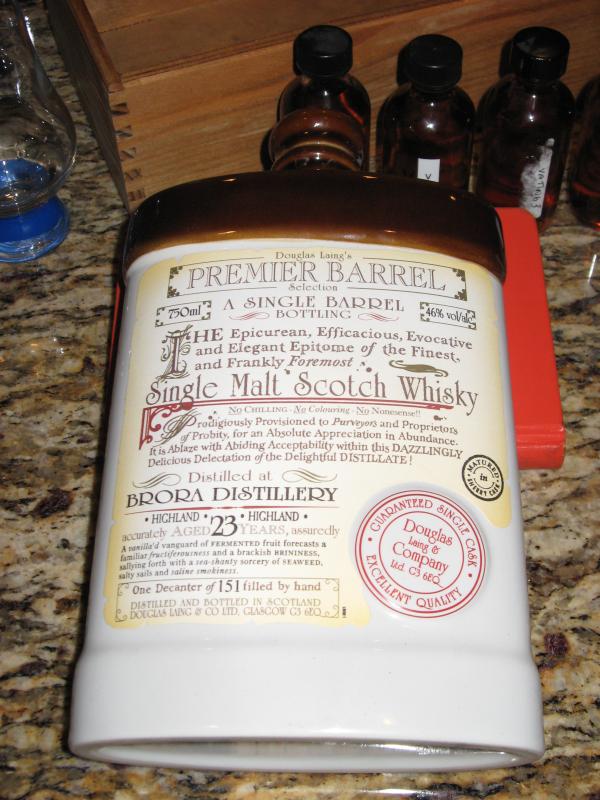 Douglas Laing's
PREMIER BARREL
Selection
750ml
A SINGLE BARREL
BOTTLING
46% vol/alc
THE Epicurean, Efficacious, Evocative
and Elegant Epitome of the Finest,
and Frankly Foremost
Single Malt Scotch Whisky
No CHILLING - No Colouring - No Nonesense!!
Prodigiously Provisioned to Purveyors and Proprietors
of Probity, for an Absolute Appreciation in Abundance.
It is Ablaze with Abiding Acceptability within this DAZZLINGLY
Delicious Delectation of the Delightful DISTILLATE!
MATURED
in
SHERRY CASK
Distilled at
BRORA DISTILLERY
• HIGHLAND • 23 • HIGHLAND •
accurately AGED YEARS, assuredly
A vanilla'd vanguard of FERMENTED fruit forecasts a
familiar fructiferousness and a brackish BRININESS,
sallying forth with a sea-shanty sorcery of SEAWEED,
salty sails and saline smokiness.
One Decanter of 151 filled by hand
DISTILLED AND BOTTLED IN SCOTLAND
DOUGLAS LAING & CO LTD, GLASGOW G3 6EQ
• GUARANTEED SINGLE CASK •
Douglas
Laing &
Company
Ltd. G3 6EQ
EXCELLENT QUALITY